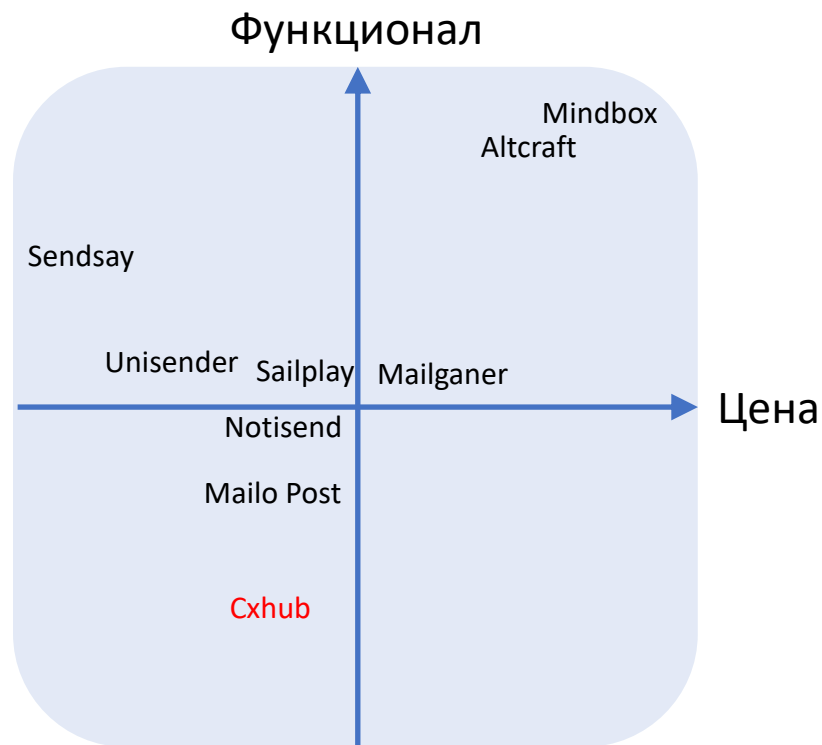 Функционал
Mindbox
Altcraft
Sendsay
Unisender
Sailplay
Mailganer
Цена
Notisend
Mailo Post
Cxhub